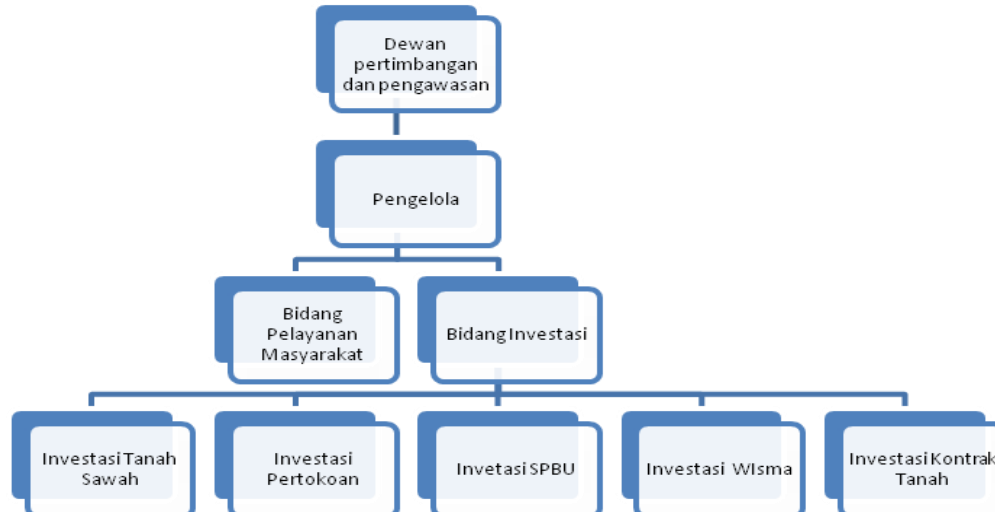 Dewan
pertimbangan
dan pengawasan
Pengelola
Bidang
Pelayanan
Masyarakat
Bidang Investasi
Investasi Tanah
Sawah
Investasi
Pertokoan
Invetasi SPBU
Investasi WIsma
Investasi Kontrak
Tanah